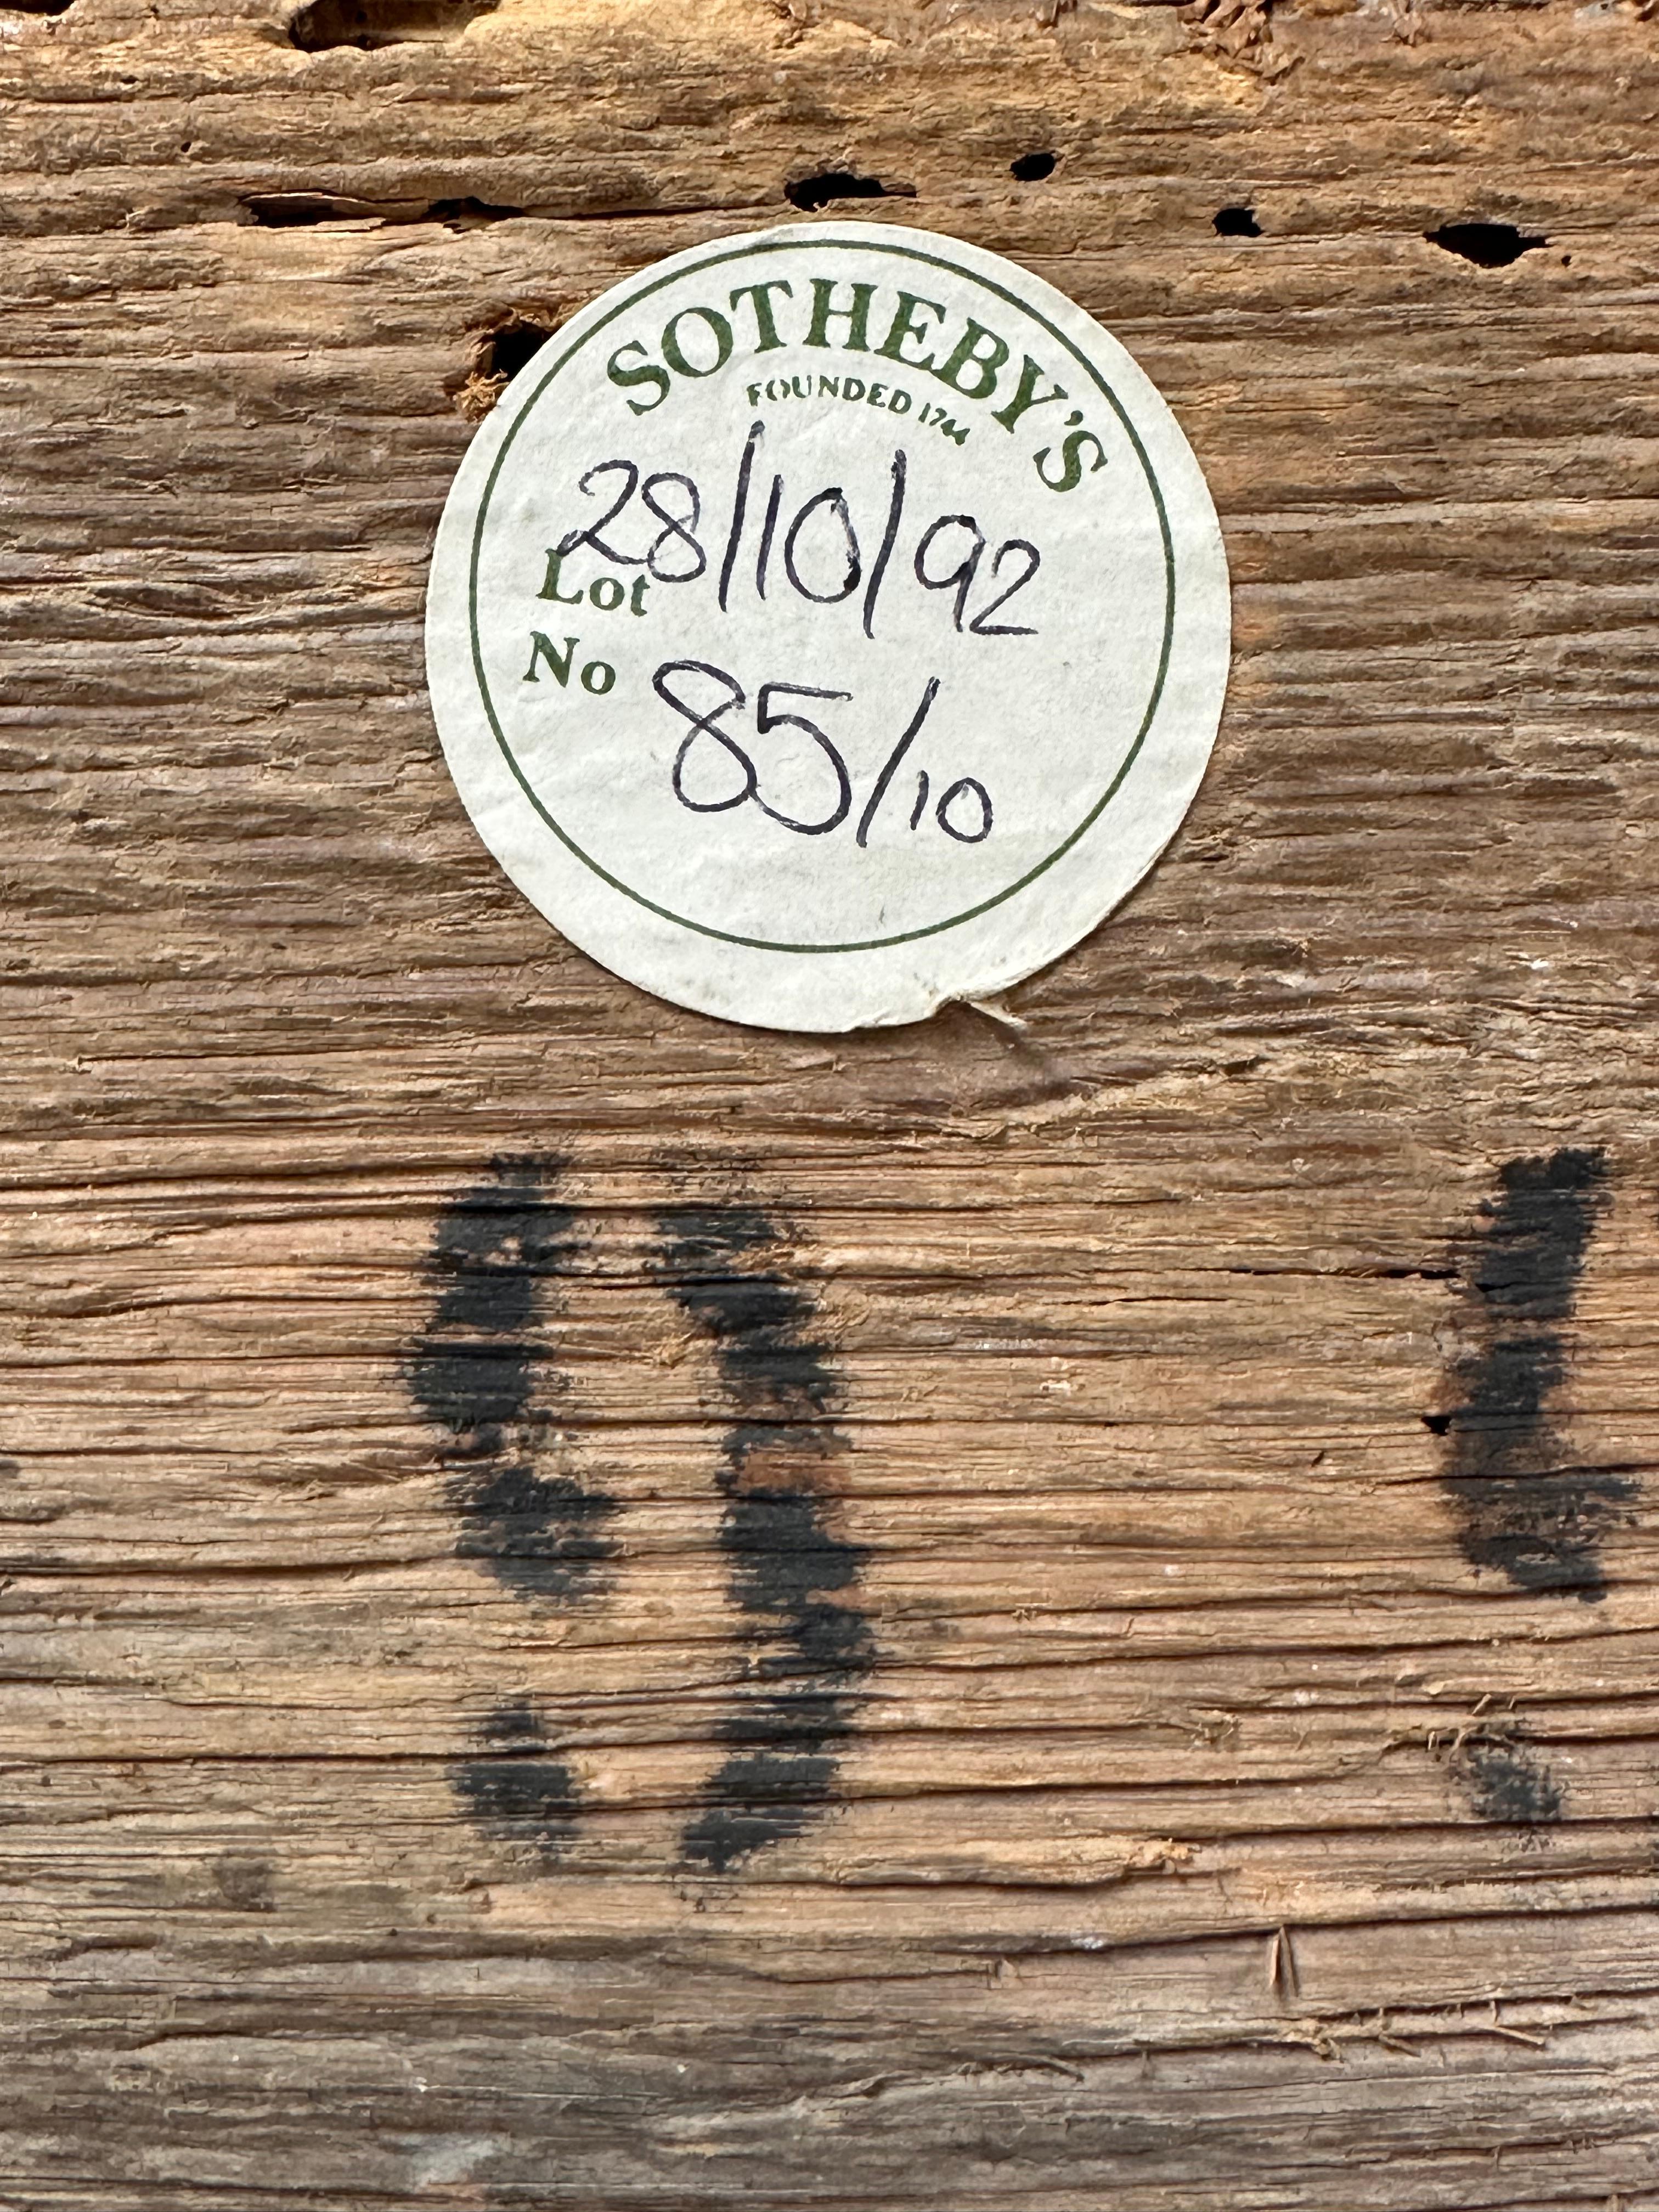 SOTHEBY'S
FOUNDED 1744
28/10/92
Lot
No 85/10